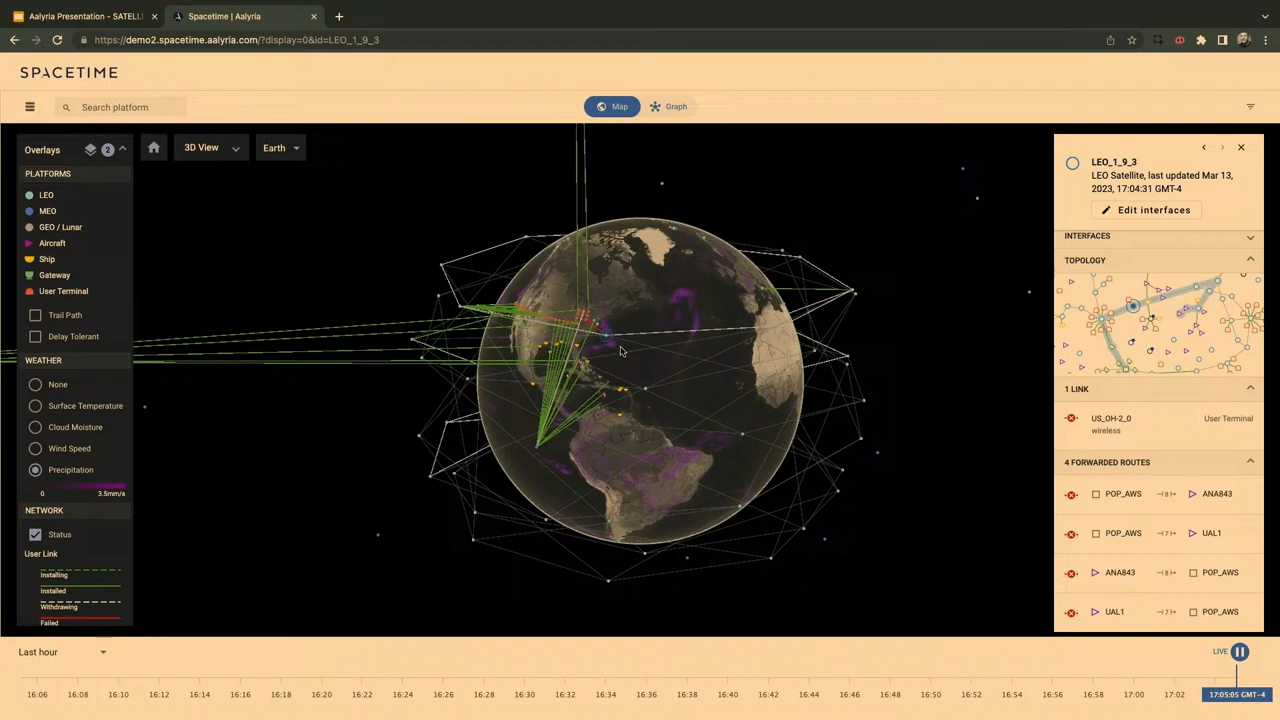 Aalyria Presentation - SATELLI
Spacetime | Aalyria
https://demo2.spacetime.aalyria.com/?display=0&id=LEO_1_9_3
SPACETIME
Search platform
Map
Graph
Overlays
2
3D View
Earth
PLATFORMS
LEO
MEO
GEO / Lunar
Aircraft
Ship
Gateway
User Terminal
Trail Path
Delay Tolerant
WEATHER
None
Surface Temperature
Cloud Moisture
Wind Speed
Precipitation
0 3.5mm/s
NETWORK
Status
User Link
Installing
Installed
Withdrawing
Failed
LEO_1_9_3
LEO Satellite, last updated Mar 13,
2023, 17:04:31 GMT-4
Edit interfaces
INTERFACES
TOPOLOGY
1 LINK
US_OH-2_0 User Terminal
wireless
4 FORWARDED ROUTES
POP_AWS 8 ANA843
POP_AWS 7 UAL1
ANA843 8 POP_AWS
UAL1 7 POP_AWS
Last hour
LIVE
16:06 16:08 16:10 16:12 16:14 16:16 16:18 16:20 16:22 16:24 16:26 16:28 16:30 16:32 16:34 16:36 16:38 16:40 16:42 16:44 16:46 16:48 16:50 16:52 16:54 16:56 16:58 17:00 17:02 17:05:05 GMT-4